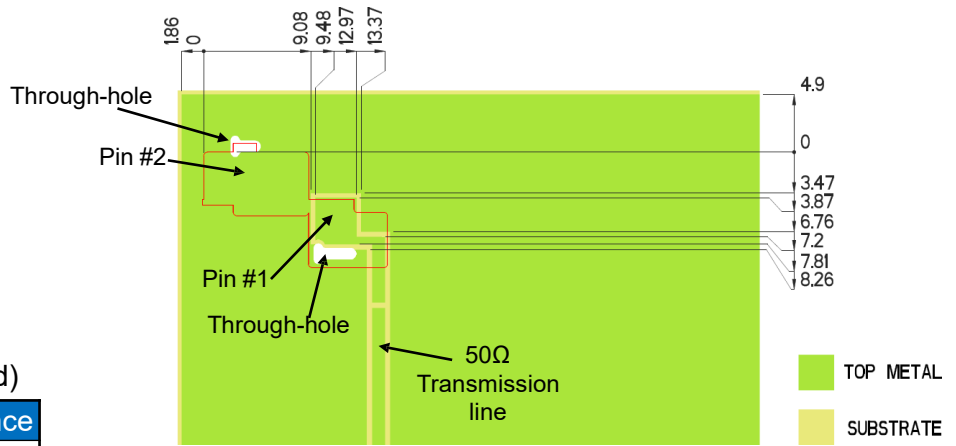 1.86
0
9.08
9.48
12.97
13.37
4.9
Through-hole
0
Pin #2
3.47
3.87
6.76
7.2
7.81
8.26
Pin #1
Through-hole
50Ω
Transmission
line
TOP METAL
SUBSTRATE
d)
nce